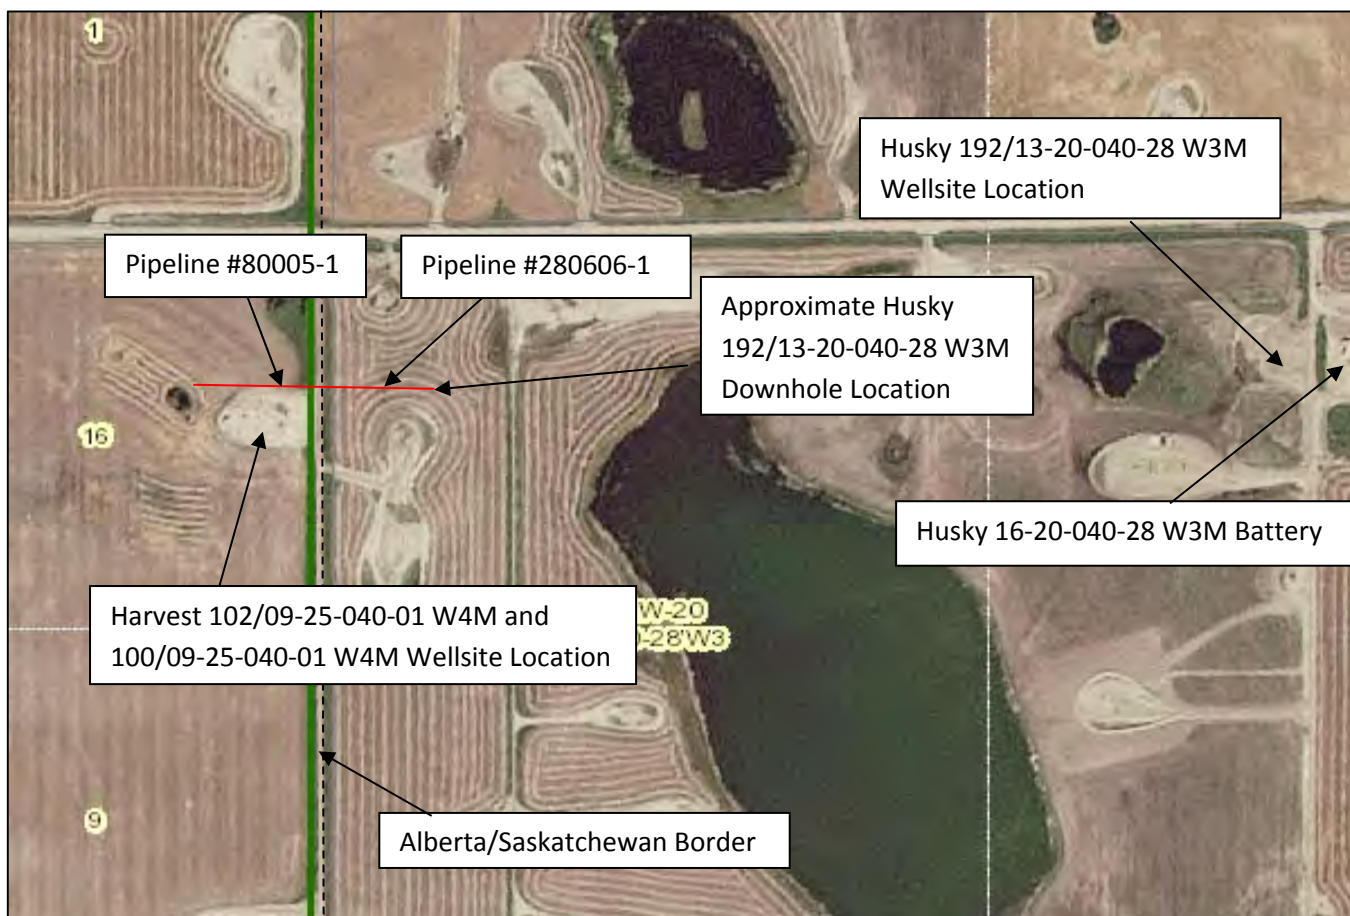 1
Husky 192/13-20-040-28 W3M
Wellsite Location
Pipeline #80005-1
Pipeline #280606-1
Approximate Husky
192/13-20-040-28 W3M
Downhole Location
16
Husky 16-20-040-28 W3M Battery
Harvest 102/09-25-040-01 W4M and
100/09-25-040-01 W4M Wellsite Location
W-20
-28W3
9
Alberta/Saskatchewan Border